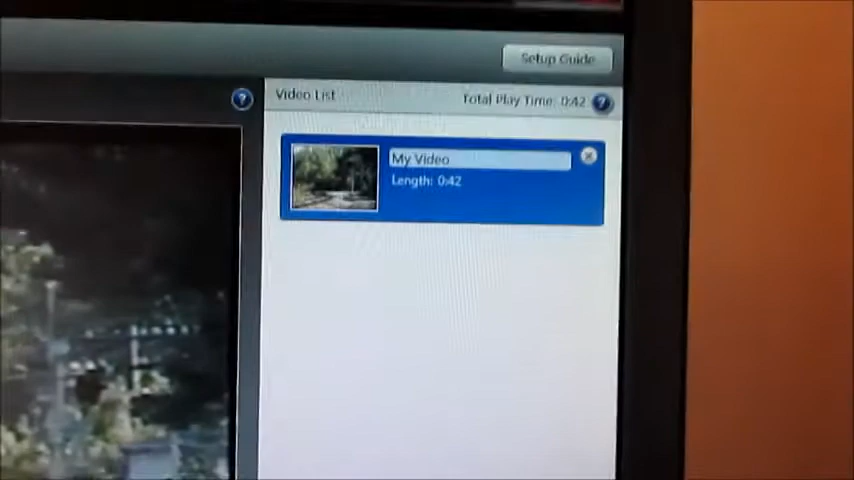 Setup Guide
Video List
Total Play Time: 0:42
?
?
My Video
Length: 0:42